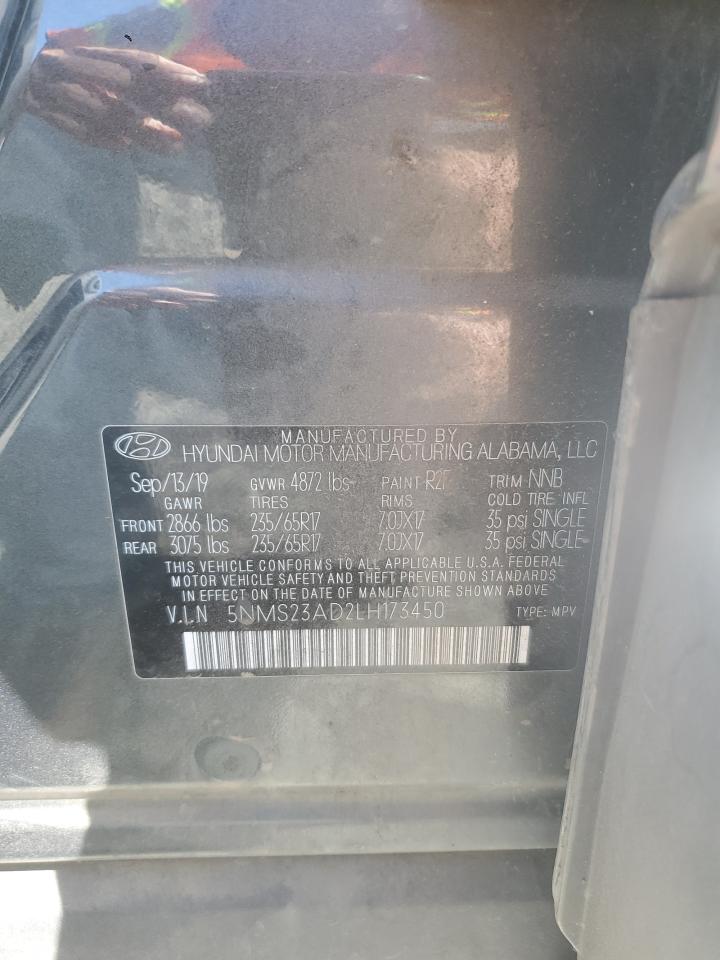 MANUFACTURED BY
HYUNDAI MOTOR MANUFACTURING ALABAMA, LLC
Sep/13/19 GVWR 4872 lbs PAINT R2F TRIM NNB
GAWR TIRES RIMS COLD TIRE INFL
FRONT 2866 lbs 235/65R17 7.0JX17 35 psi SINGLE
REAR 3075 lbs 235/65R17 7.0JX17 35 psi SINGLE
THIS VEHICLE CONFORMS TO ALL APPLICABLE U.S.A. FEDERAL
MOTOR VEHICLE SAFETY AND THEFT PREVENTION STANDARDS
IN EFFECT ON THE DATE OF MANUFACTURE SHOWN ABOVE
V.I.N 5NMS23AD2LH173450 TYPE: MPV